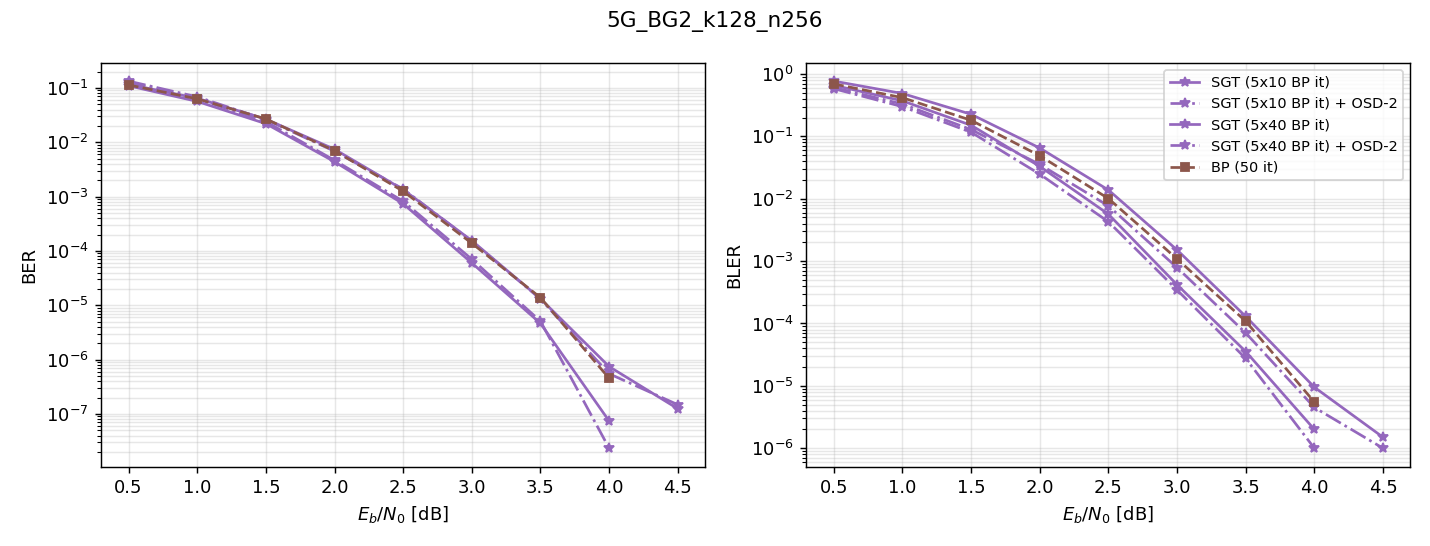 5G_BG2_k128_n256
BER
10⁻¹
10⁻²
10⁻³
10⁻⁴
10⁻⁵
10⁻⁶
10⁻⁷
0.5 1.0 1.5 2.0 2.5 3.0 3.5 4.0 4.5
E_b/N_0 [dB]
BLER
10⁰
10⁻¹
10⁻²
10⁻³
10⁻⁴
10⁻⁵
10⁻⁶
SGT (5x10 BP it)
SGT (5x10 BP it) + OSD-2
SGT (5x40 BP it)
SGT (5x40 BP it) + OSD-2
BP (50 it)
0.5 1.0 1.5 2.0 2.5 3.0 3.5 4.0 4.5
E_b/N_0 [dB]